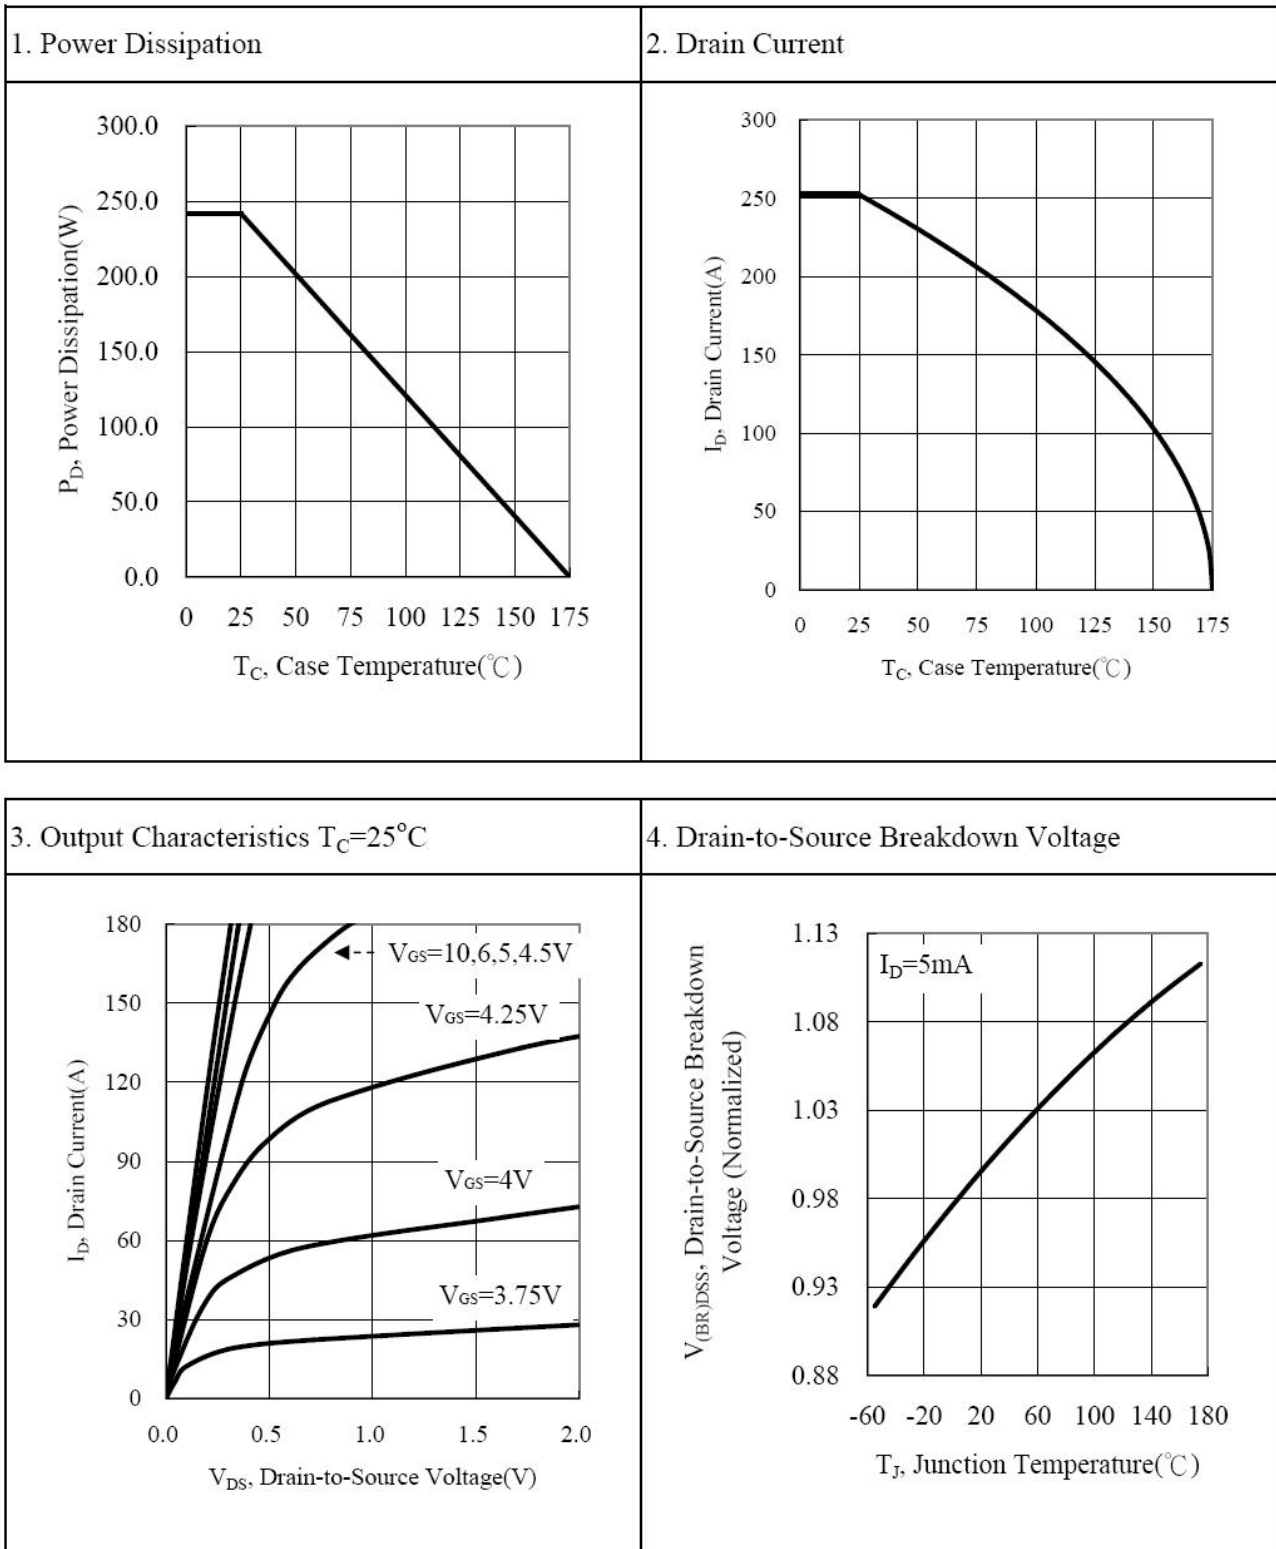 1. Power Dissipation
2. Drain Current
300.0
250.0
200.0
150.0
100.0
50.0
0.0
0 25 50 75 100 125 150 175
P_D, Power Dissipation(W)
T_C, Case Temperature(℃)
300
250
200
150
100
50
0
0 25 50 75 100 125 150 175
I_D, Drain Current(A)
T_C, Case Temperature(℃)
3. Output Characteristics T_C=25°C
4. Drain-to-Source Breakdown Voltage
180
150
120
90
60
30
0
0.0 0.5 1.0 1.5 2.0
I_D, Drain Current(A)
V_DS, Drain-to-Source Voltage(V)
V_GS=10,6,5,4.5V
V_GS=4.25V
V_GS=4V
V_GS=3.75V
1.13
1.08
1.03
0.98
0.93
0.88
-60 -20 20 60 100 140 180
I_D=5mA
V_(BR)DSS, Drain-to-Source Breakdown
Voltage (Normalized)
T_J, Junction Temperature(℃)